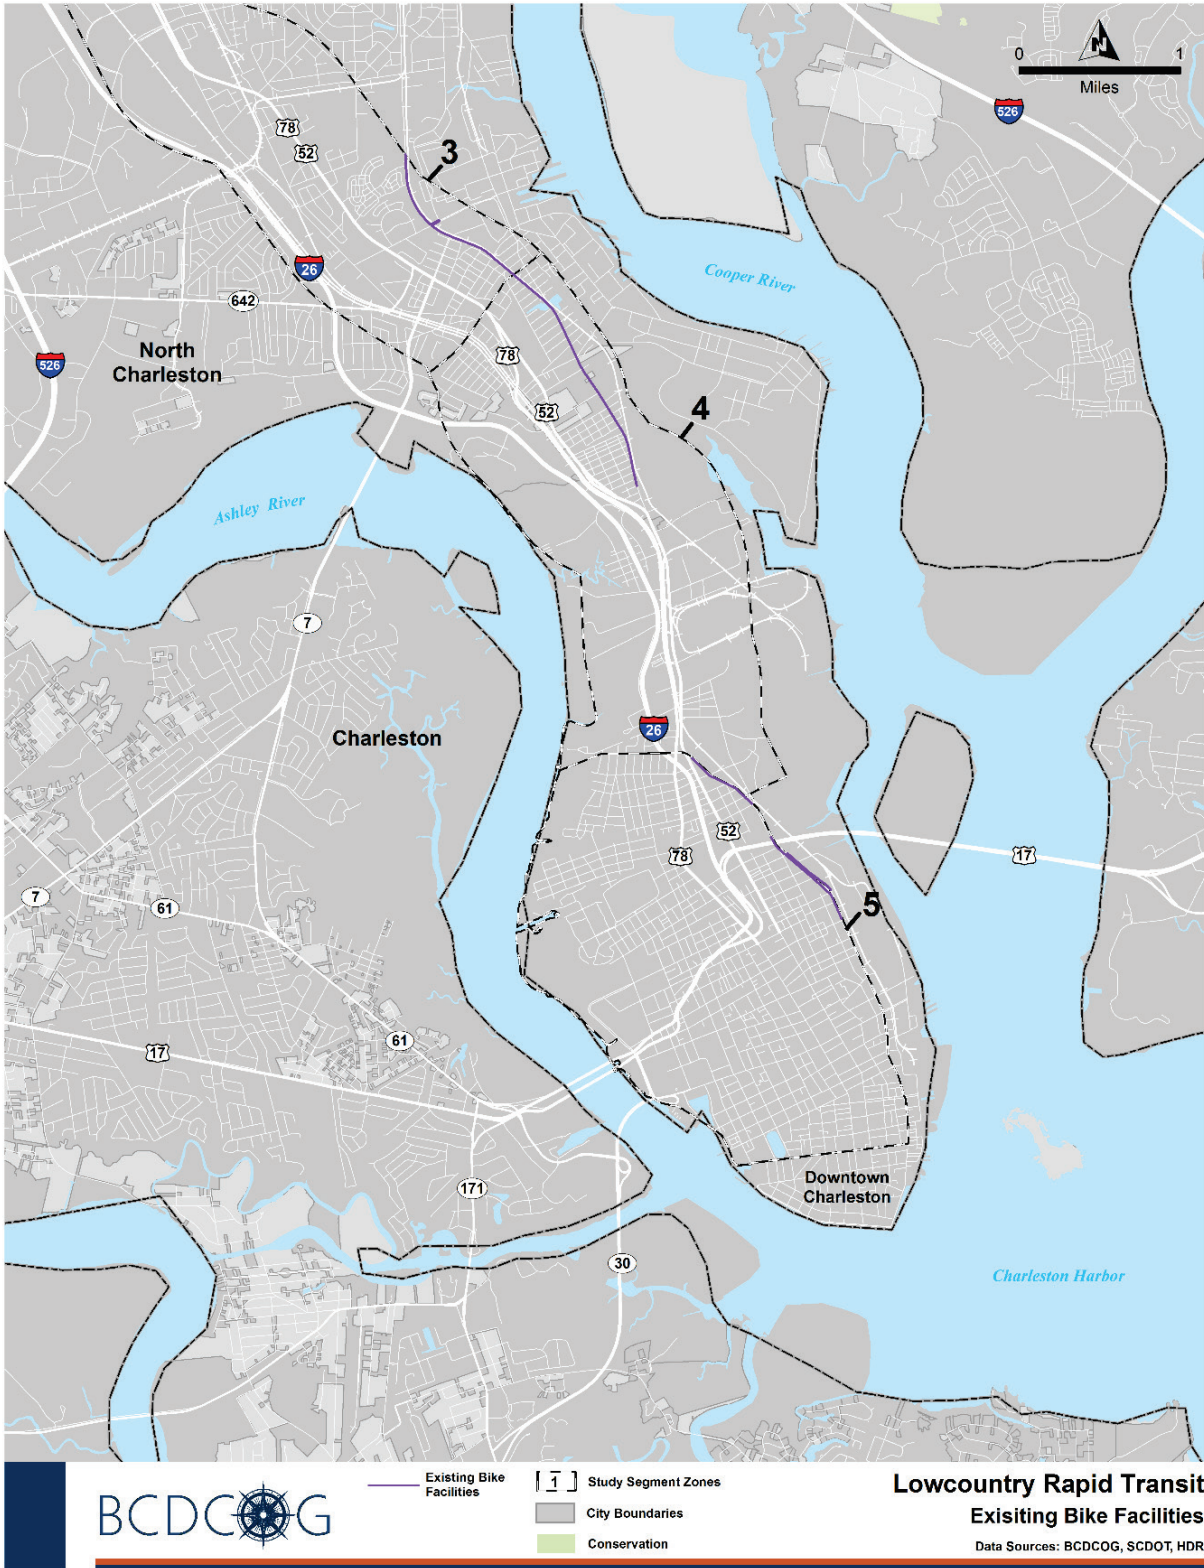 N
0 1
Miles
526
78
52
3
Cooper River
26
642
North
Charleston
526
78
52
4
Ashley River
7
Charleston
26
52
78
17
7
61
5
61
17
Downtown
Charleston
171
30
Charleston Harbor
BCDCOG
Existing Bike
Facilities
1 Study Segment Zones
City Boundaries
Conservation
Lowcountry Rapid Transit
Exisiting Bike Facilities
Data Sources: BCDCOG, SCDOT, HDR